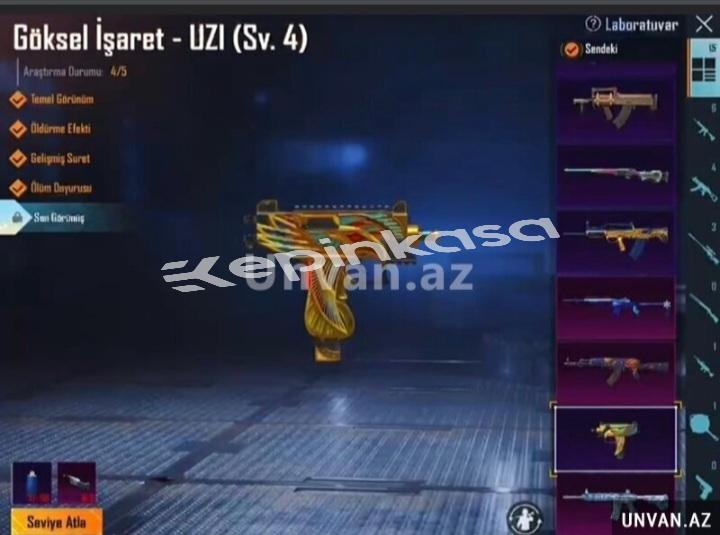 Göksel İşaret - UZI (Sv. 4)
? Laboratuvar
Araştırma Durumu: 4/5
Sendeki
Temel Görünüm
Öldürme Efekti
Gelişmiş Suret
Ölüm Duyurusu
Son Görünüş
epinkasa
Unvan.az
Seviye Atla
UNVAN.AZ